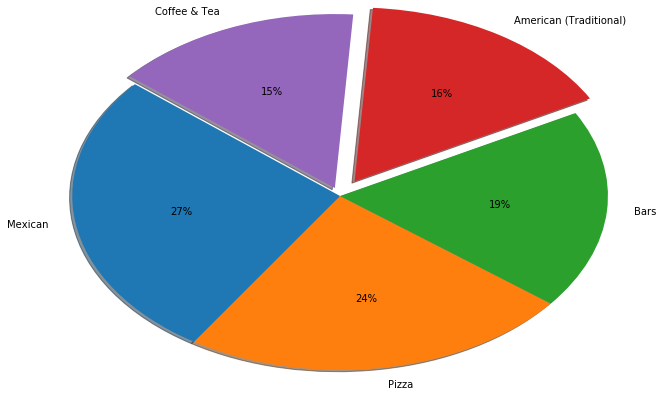 Coffee & Tea
American (Traditional)
15%
16%
27%
19%
Mexican
Bars
24%
Pizza